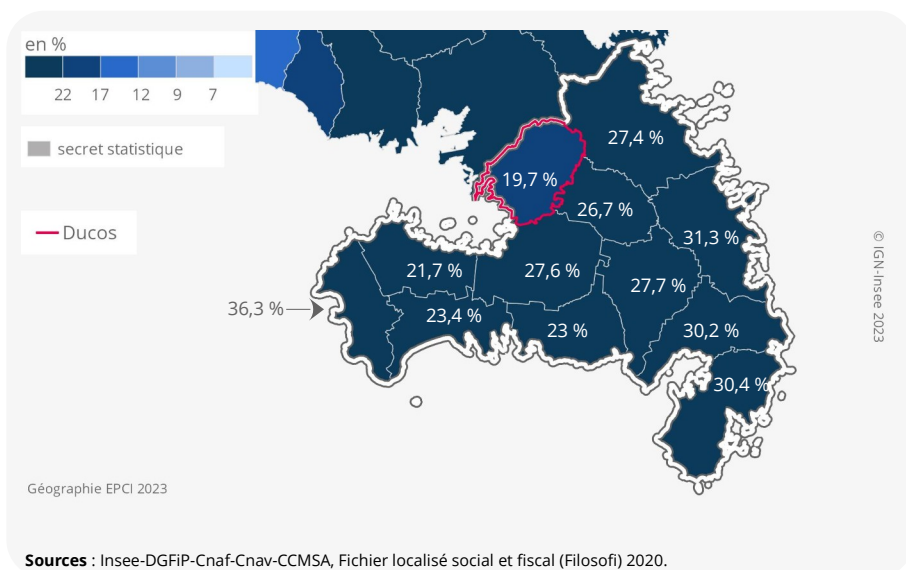 en %
22 17 12 9 7
secret statistique
Ducos
27,4 %
19,7 %
26,7 %
31,3 %
21,7 %
27,6 %
27,7 %
36,3 %
23,4 %
23 %
30,2 %
30,4 %
© IGN-Insee 2023
Géographie EPCI 2023
Sources : Insee-DGFiP-Cnaf-Cnav-CCMSA, Fichier localisé social et fiscal (Filosofi) 2020.